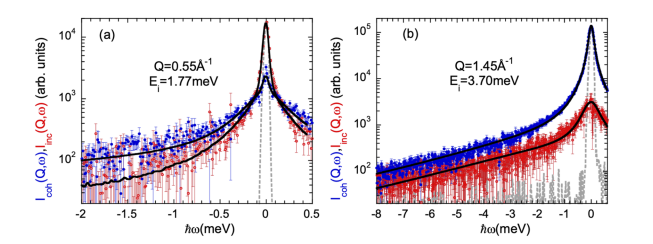 (a)
Q=0.55Å⁻¹
Eᵢ=1.77meV
I_coh(Q,ω),I_inc(Q,ω) (arb. units)
10⁴
10³
10²
-2 -1.5 -1 -0.5 0 0.5
ħω(meV)
(b)
Q=1.45Å⁻¹
Eᵢ=3.70meV
I_coh(Q,ω),I_inc(Q,ω) (arb. units)
10⁵
10⁴
10³
10²
-8 -7 -6 -5 -4 -3 -2 -1 0
ħω(meV)